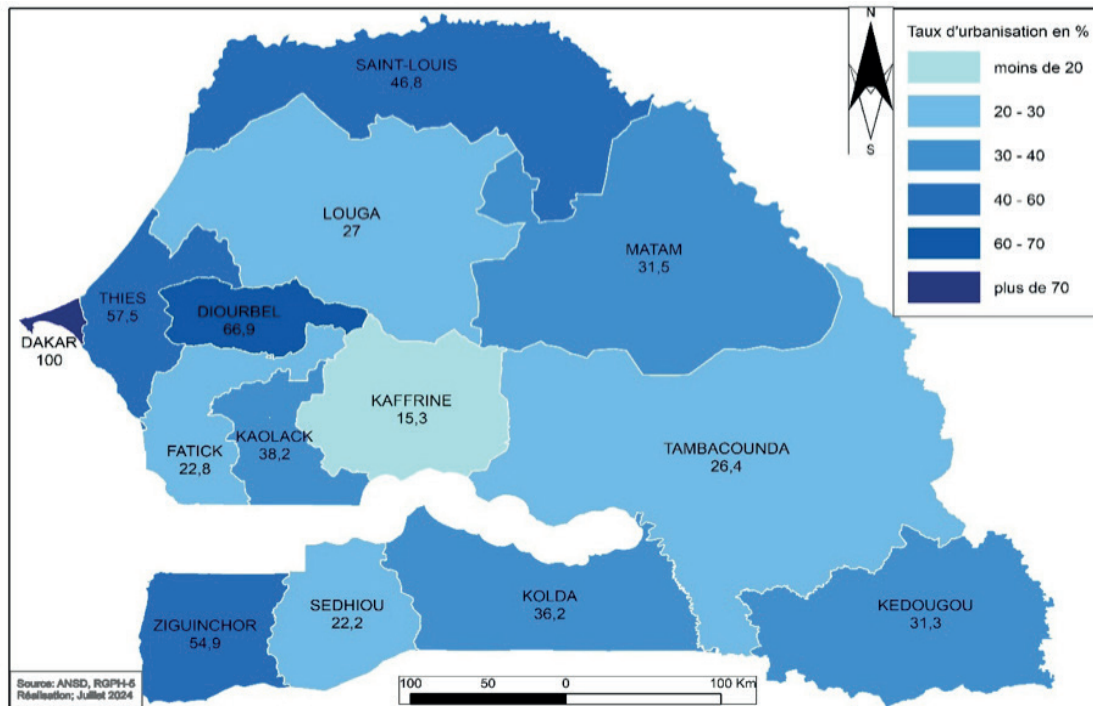 N
S
Taux d'urbanisation en %
moins de 20
20 - 30
30 - 40
40 - 60
60 - 70
plus de 70
SAINT-LOUIS
46,8
LOUGA
27
MATAM
31,5
THIES
57,5
DIOURBEL
66,9
DAKAR
100
KAFFRINE
15,3
FATICK
22,8
KAOLACK
38,2
TAMBACOUNDA
26,4
ZIGUINCHOR
54,9
SEDHIOU
22,2
KOLDA
36,2
KEDOUGOU
31,3
Source: ANSD, RGPH-5
Réalisation; Juillet 2024
100 50 0 100 Km